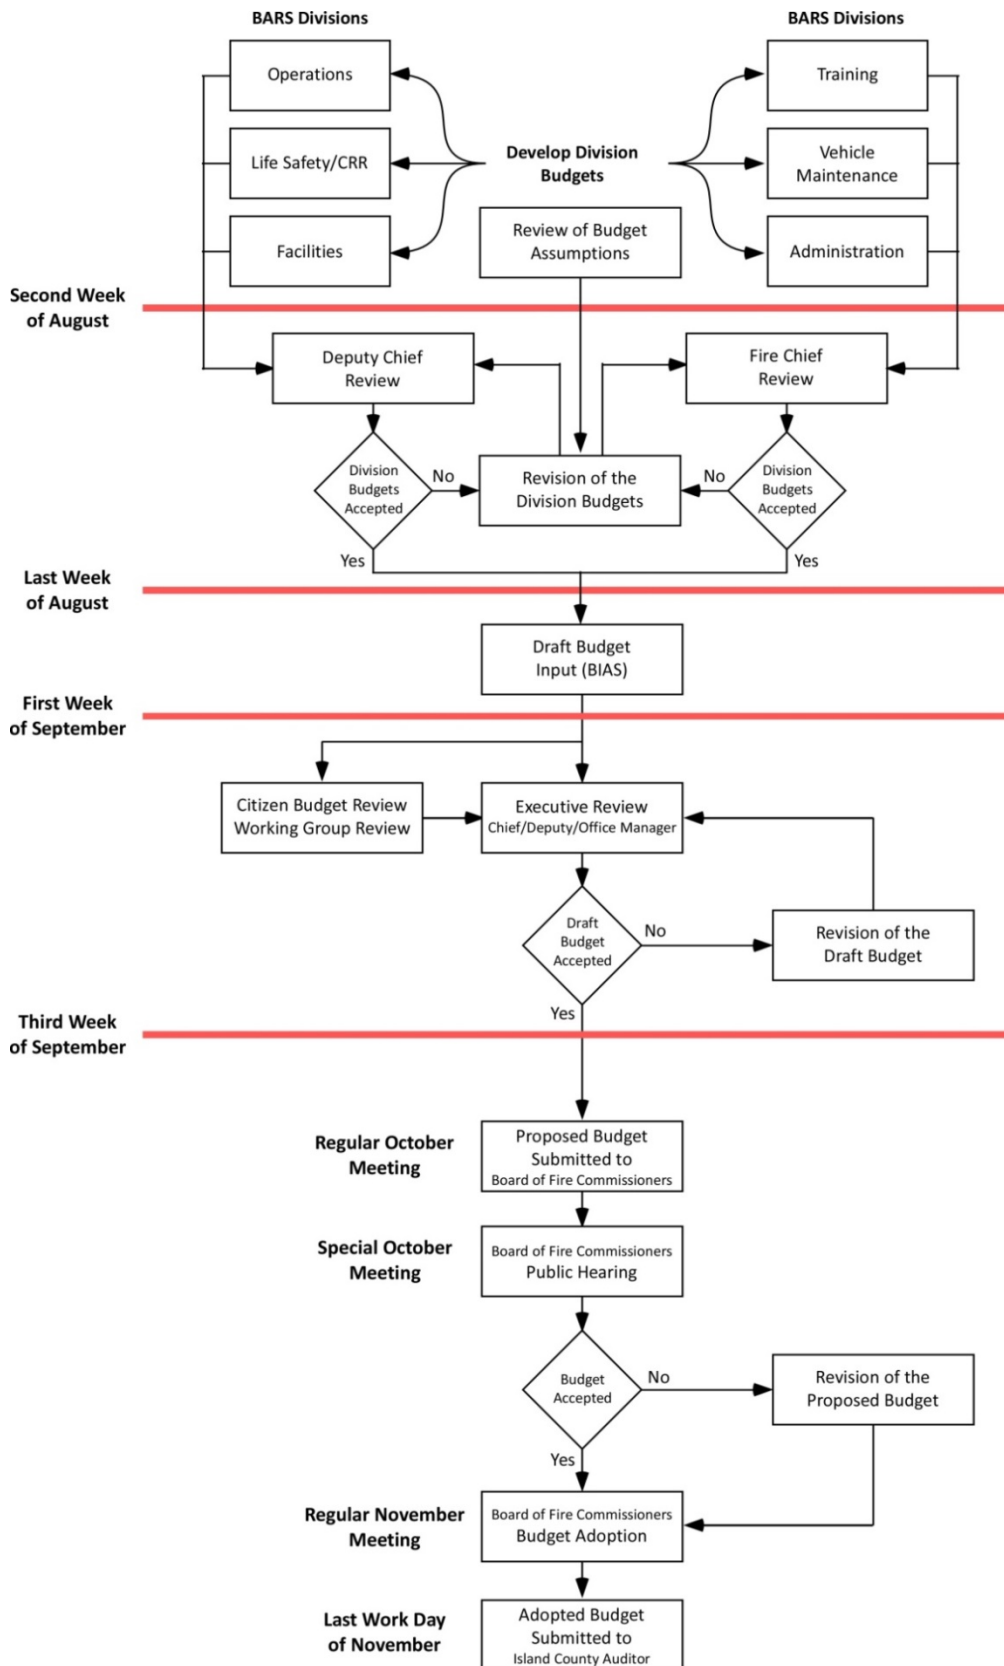 BARS Divisions
BARS Divisions
Operations
Training
Develop Division
Budgets
Life Safety/CRR
Vehicle
Maintenance
Review of Budget
Assumptions
Facilities
Administration
Second Week
of August
Deputy Chief
Review
Fire Chief
Review
Division
Budgets
Accepted
No
Revision of the
Division Budgets
No
Division
Budgets
Accepted
Yes
Yes
Last Week
of August
Draft Budget
Input (BIAS)
First Week
of September
Citizen Budget Review
Working Group Review
Executive Review
Chief/Deputy/Office Manager
Draft
Budget
Accepted
No
Revision of the
Draft Budget
Yes
Third Week
of September
Regular October
Meeting
Proposed Budget
Submitted to
Board of Fire Commissioners
Special October
Meeting
Board of Fire Commissioners
Public Hearing
Budget
Accepted
No
Revision of the
Proposed Budget
Yes
Regular November
Meeting
Board of Fire Commissioners
Budget Adoption
Last Work Day
of November
Adopted Budget
Submitted to
Island County Auditor